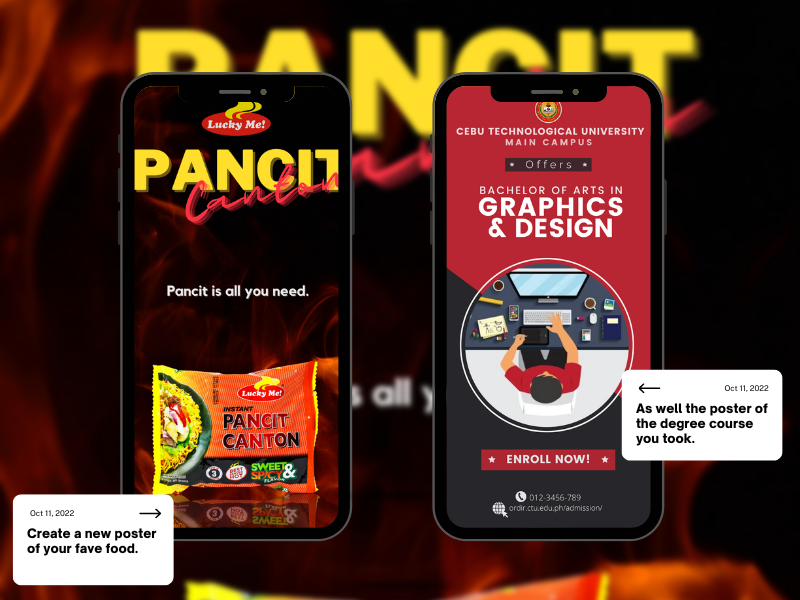 PANCIT
Lucky Me!
PANCIT
Canton
Pancit is all you need.
Lucky Me!
INSTANT
PANCIT
CANTON
SWEET &
SPICY
FLAVOR
Oct 11, 2022
Create a new poster
of your fave food.
CEBU TECHNOLOGICAL UNIVERSITY
MAIN CAMPUS
Offers
BACHELOR OF ARTS IN
GRAPHICS
& DESIGN
ENROLL NOW!
012-3456-789
ordir.ctu.edu.ph/admission/
Oct 11, 2022
As well the poster of
the degree course
you took.